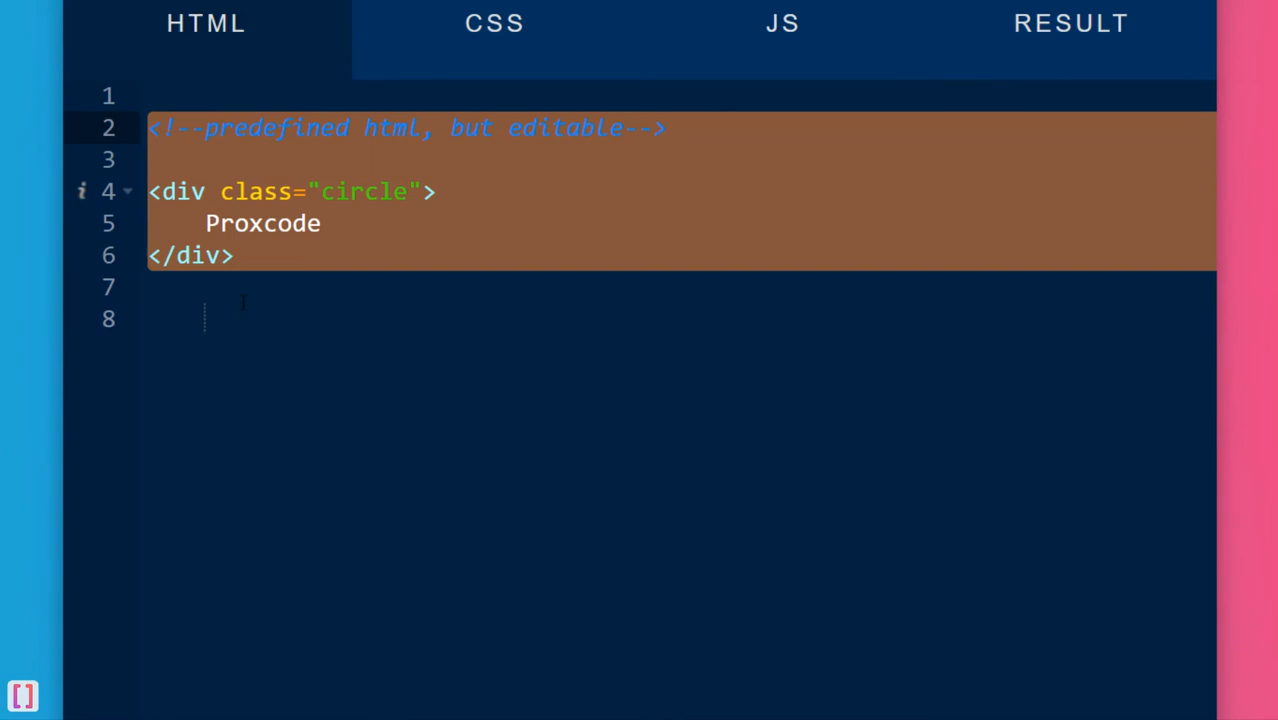 HTML CSS JS RESULT
1
2 <!--predefined html, but editable-->
3
i 4 <div class="circle">
5     Proxcode
6 </div>
7
8
[]